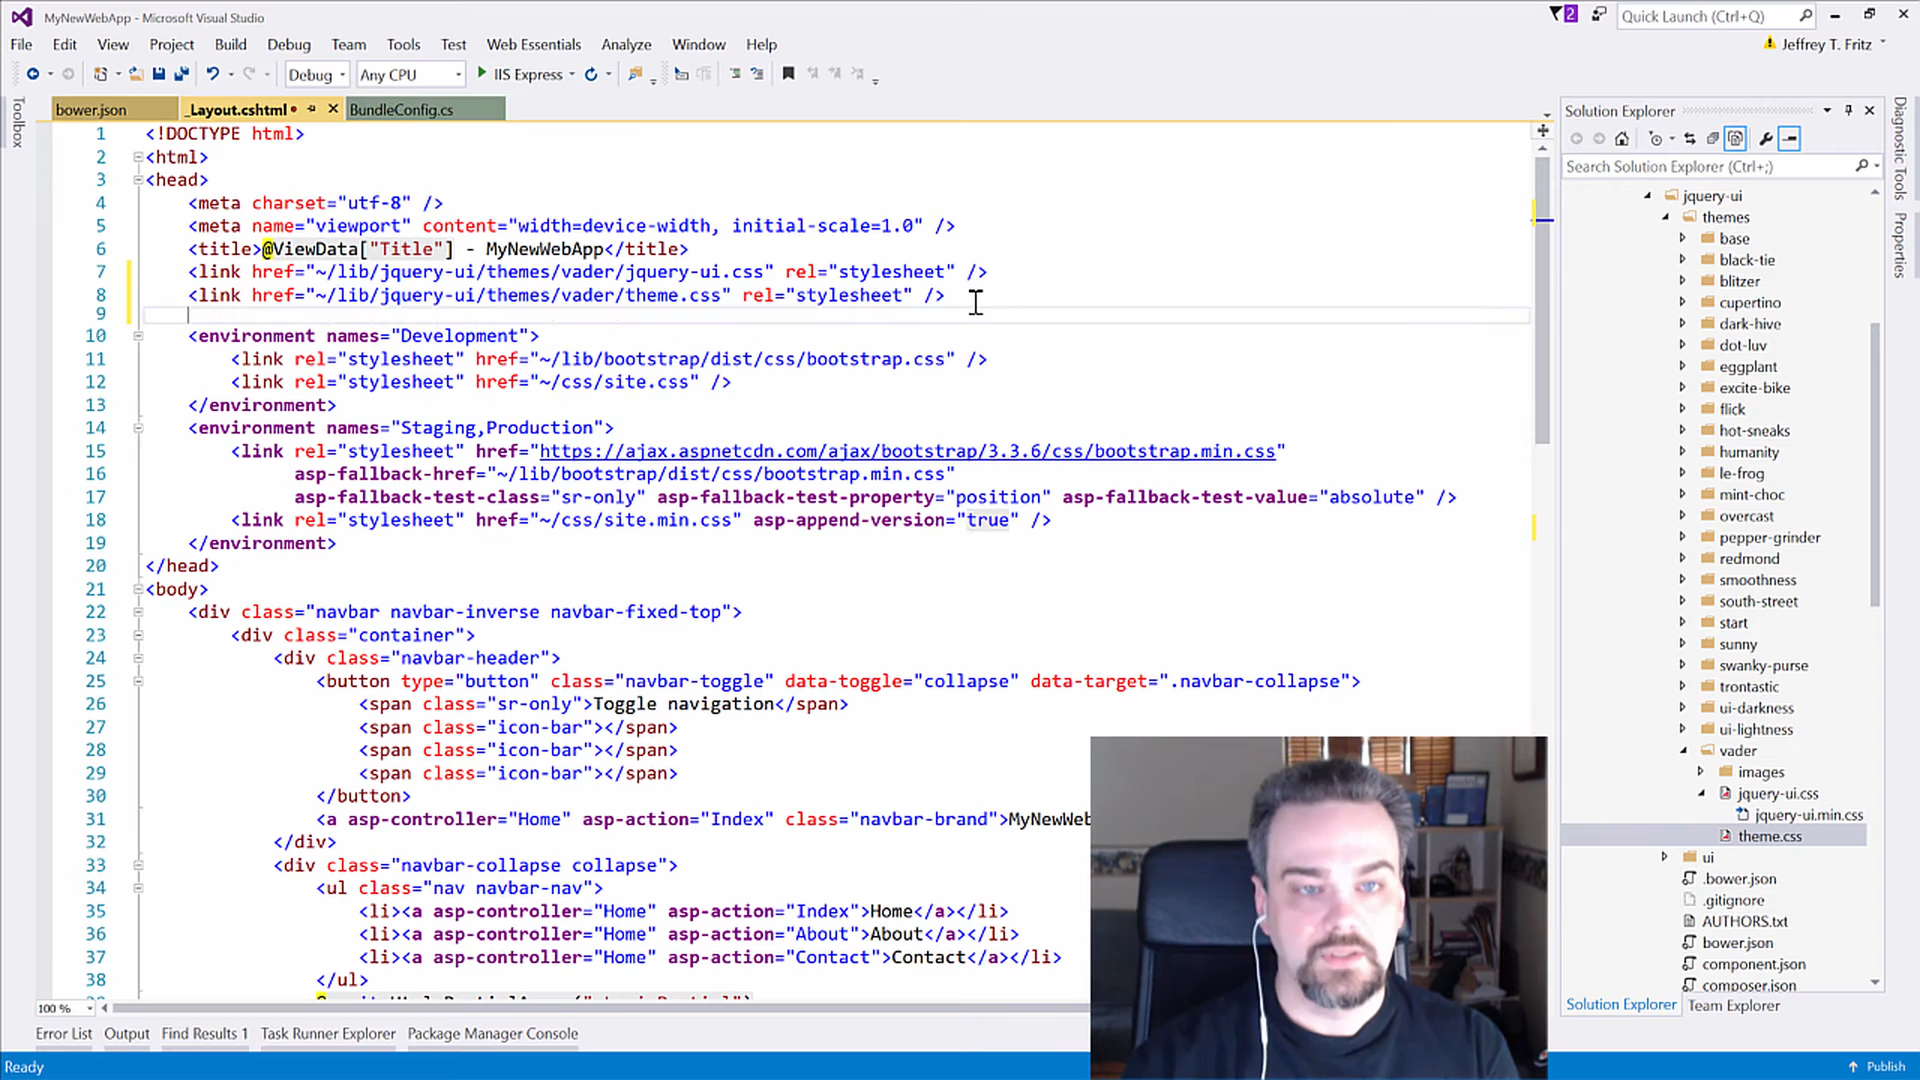 MyNewWebApp - Microsoft Visual Studio
2
Quick Launch (Ctrl+Q)
File Edit View Project Build Debug Team Tools Test Web Essentials Analyze Window Help
Jeffrey T. Fritz
Debug Any CPU IIS Express
Toolbox
bower.json _Layout.cshtml BundleConfig.cs
1 <!DOCTYPE html>
2 <html>
3 <head>
4 <meta charset="utf-8" />
5 <meta name="viewport" content="width=device-width, initial-scale=1.0" />
6 <title>@ViewData["Title"] - MyNewWebApp</title>
7 <link href="~/lib/jquery-ui/themes/vader/jquery-ui.css" rel="stylesheet" />
8 <link href="~/lib/jquery-ui/themes/vader/theme.css" rel="stylesheet" />
9
10 <environment names="Development">
11 <link rel="stylesheet" href="~/lib/bootstrap/dist/css/bootstrap.css" />
12 <link rel="stylesheet" href="~/css/site.css" />
13 </environment>
14 <environment names="Staging,Production">
15 <link rel="stylesheet" href="https://ajax.aspnetcdn.com/ajax/bootstrap/3.3.6/css/bootstrap.min.css"
16 asp-fallback-href="~/lib/bootstrap/dist/css/bootstrap.min.css"
17 asp-fallback-test-class="sr-only" asp-fallback-test-property="position" asp-fallback-test-value="absolute" />
18 <link rel="stylesheet" href="~/css/site.min.css" asp-append-version="true" />
19 </environment>
20 </head>
21 <body>
22 <div class="navbar navbar-inverse navbar-fixed-top">
23 <div class="container">
24 <div class="navbar-header">
25 <button type="button" class="navbar-toggle" data-toggle="collapse" data-target=".navbar-collapse">
26 <span class="sr-only">Toggle navigation</span>
27 <span class="icon-bar"></span>
28 <span class="icon-bar"></span>
29 <span class="icon-bar"></span>
30 </button>
31 <a asp-controller="Home" asp-action="Index" class="navbar-brand">MyNewWeb
32 </div>
33 <div class="navbar-collapse collapse">
34 <ul class="nav navbar-nav">
35 <li><a asp-controller="Home" asp-action="Index">Home</a></li>
36 <li><a asp-controller="Home" asp-action="About">About</a></li>
37 <li><a asp-controller="Home" asp-action="Contact">Contact</a></li>
38 </ul>
100 %
Error List Output Find Results 1 Task Runner Explorer Package Manager Console
Ready
Publish
Solution Explorer
Search Solution Explorer (Ctrl+;)
jquery-ui
themes
base
black-tie
blitzer
cupertino
dark-hive
dot-luv
eggplant
excite-bike
flick
hot-sneaks
humanity
le-frog
mint-choc
overcast
pepper-grinder
redmond
smoothness
south-street
start
sunny
swanky-purse
trontastic
ui-darkness
ui-lightness
vader
images
jquery-ui.css
jquery-ui.min.css
theme.css
ui
.bower.json
.gitignore
AUTHORS.txt
bower.json
component.json
composer.json
Solution Explorer Team Explorer
Diagnostic Tools
Properties